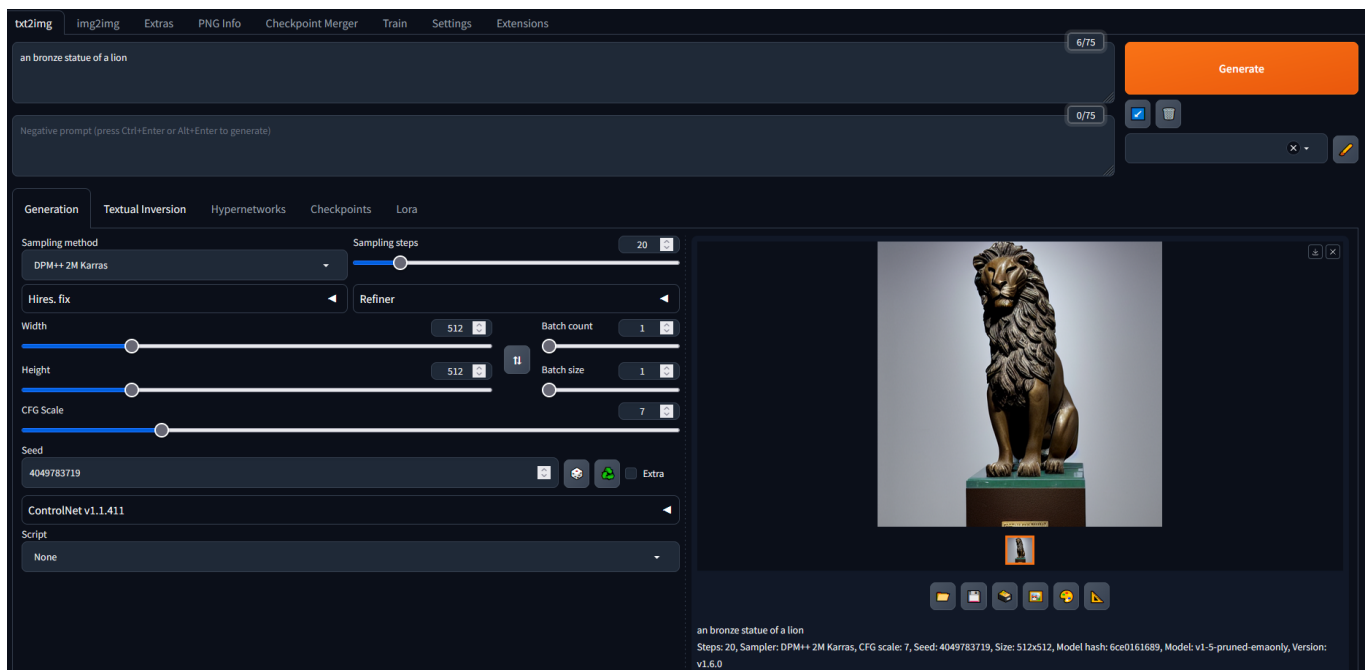 txt2img img2img Extras PNG Info Checkpoint Merger Train Settings Extensions
6/75
an bronze statue of a lion
Generate
0/75
Negative prompt (press Ctrl+Enter or Alt+Enter to generate)
Generation Textual Inversion Hypernetworks Checkpoints Lora
Sampling method
Sampling steps
20
DPM++ 2M Karras
Hires. fix
Refiner
Width
512
Batch count
1
Height
512
Batch size
1
CFG Scale
7
Seed
4049783719
Extra
ControlNet v1.1.411
Script
None
an bronze statue of a lion
Steps: 20, Sampler: DPM++ 2M Karras, CFG scale: 7, Seed: 4049783719, Size: 512x512, Model hash: 6ce0161689, Model: v1-5-pruned-emaonly, Version:
v1.6.0